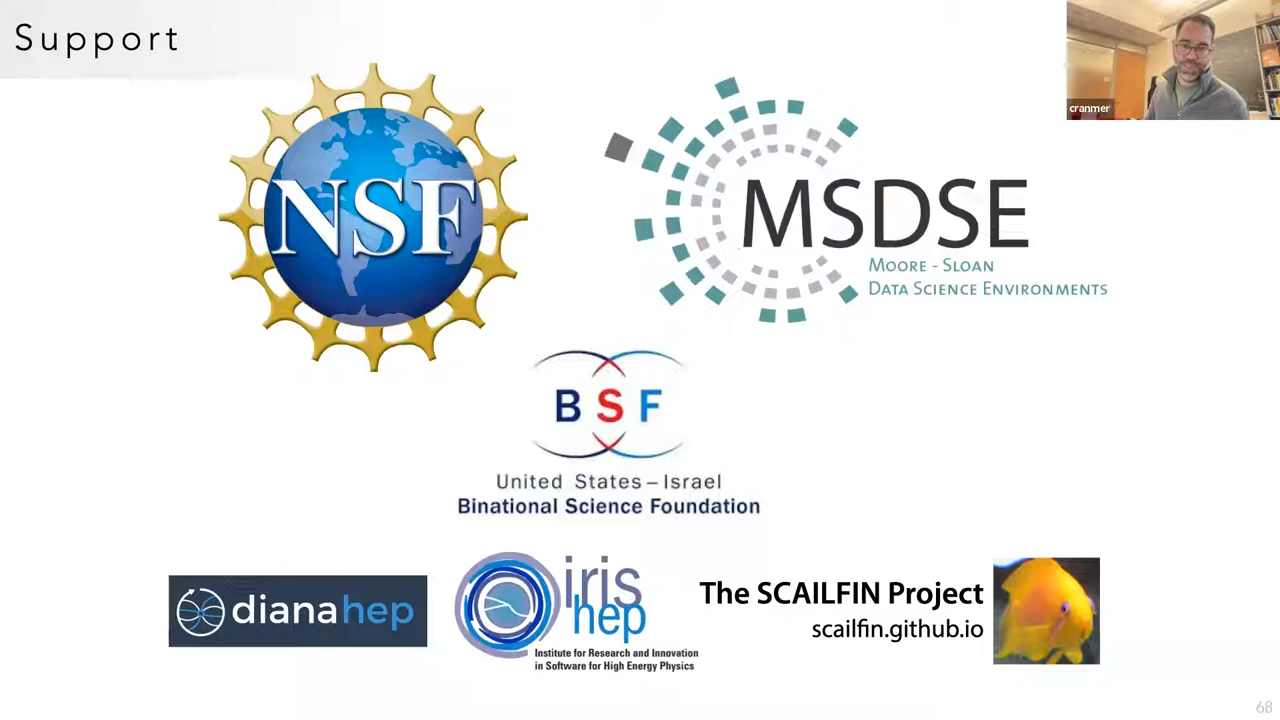 Support
cranmer
NSF
MSDSE
MOORE - SLOAN
DATA SCIENCE ENVIRONMENTS
BSF
United States – Israel
Binational Science Foundation
dianahep
iris
hep
Institute for Research and Innovation
in Software for High Energy Physics
The SCAILFIN Project
scailfin.github.io
68